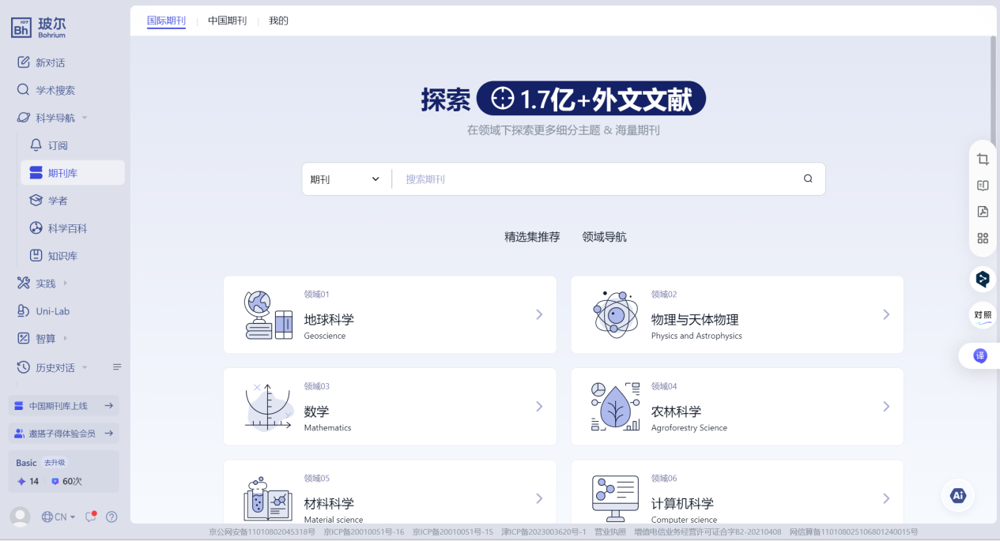 玻尔
Bohrium
新对话
学术搜索
科学导航
订阅
期刊库
学者
科学百科
知识库
实践
Uni-Lab
智算
历史对话
中国期刊库上线
邀搭子得体验会员
Basic 去升级
14 60次
CN
国际期刊 中国期刊 我的
探索 1.7亿+外文文献
在领域下探索更多细分主题 & 海量期刊
期刊 搜索期刊
精选集推荐 领域导航
领域01
地球科学
Geoscience
领域02
物理与天体物理
Physics and Astrophysics
领域03
数学
Mathematics
领域04
农林科学
Agroforestry Science
领域05
材料科学
Material science
领域06
计算机科学
Computer science
对照
译
Ai
京公网安备11010802045318号 京ICP备20010051号-16 京ICP备20010051号-15 津ICP备2023003620号-1 营业执照 增值电信业务经营许可证合字B2-20210408 网信算备110108025106801240015号